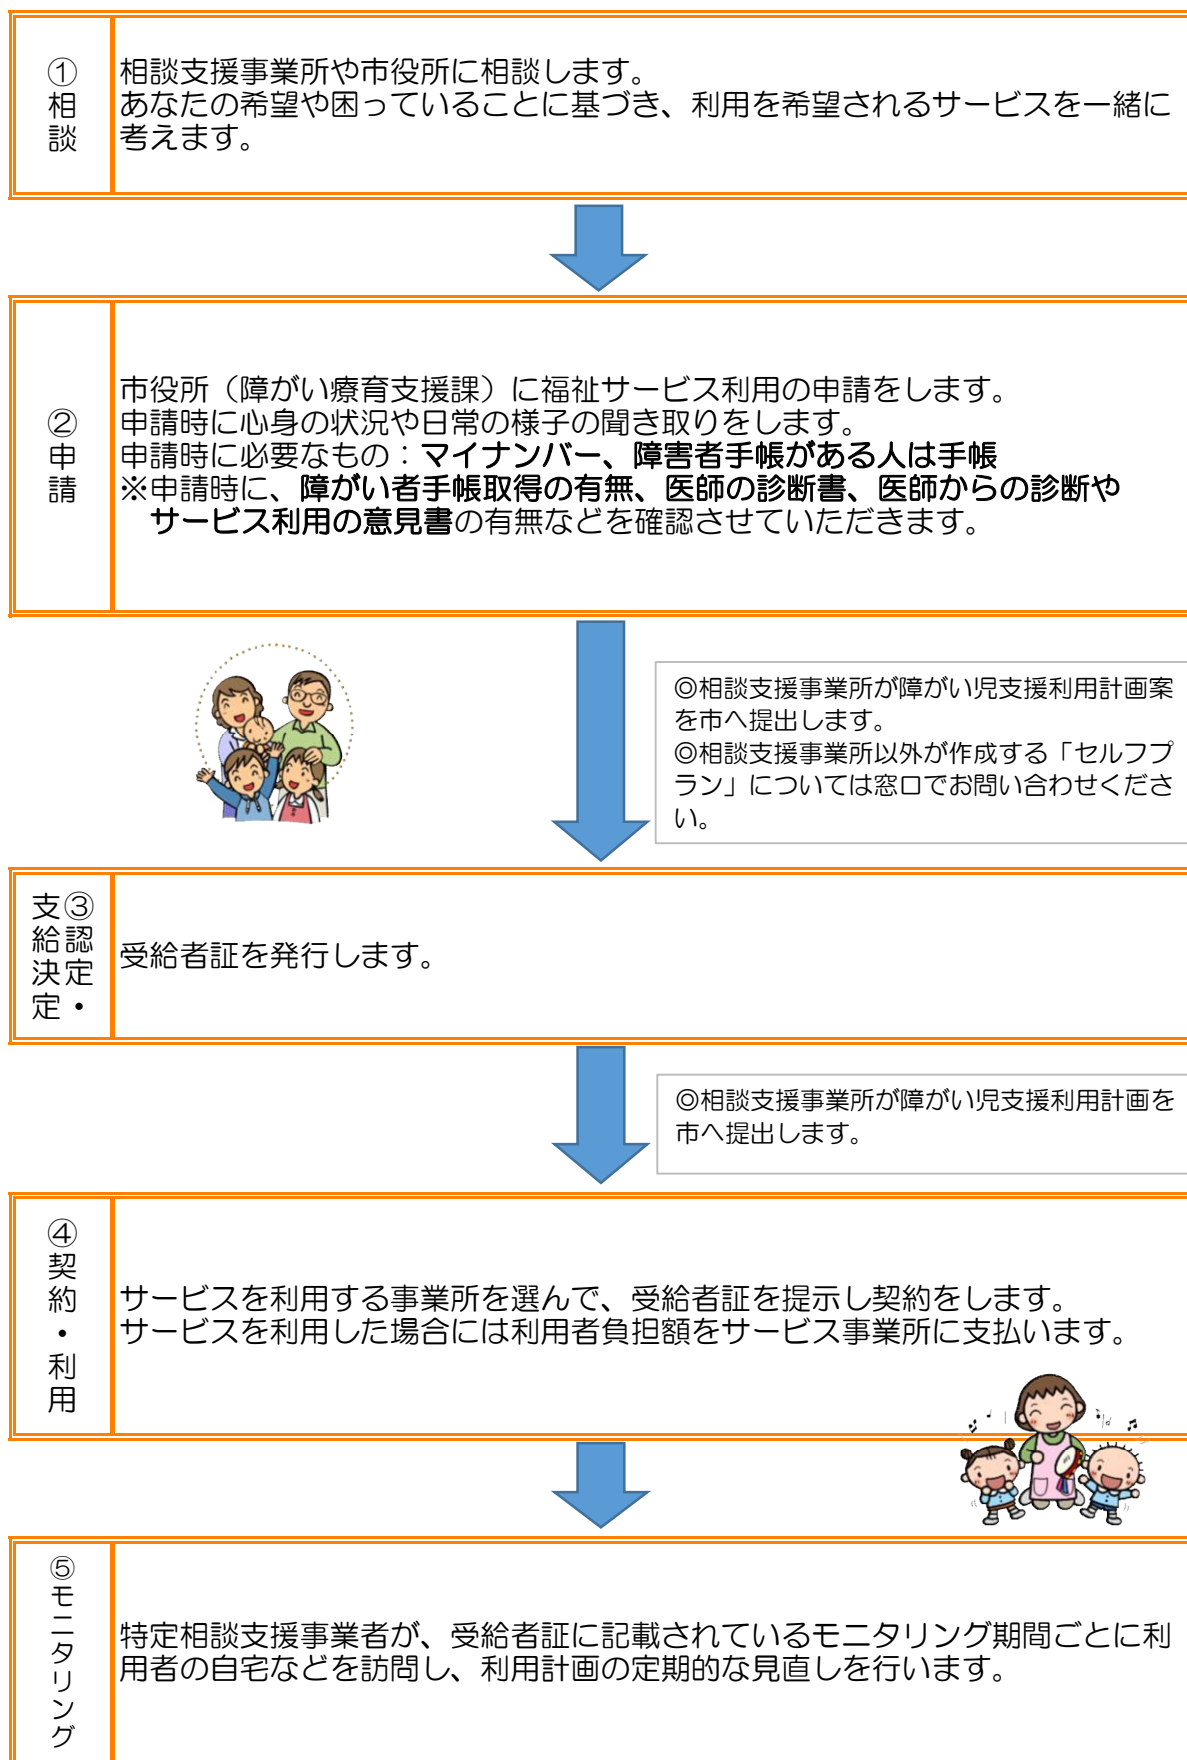 ①相談
相談支援事業所や市役所に相談します。
あなたの希望や困っていることに基づき、利用を希望されるサービスを一緒に
考えます。
②申請
市役所（障がい療育支援課）に福祉サービス利用の申請をします。
申請時に心身の状況や日常の様子の聞き取りをします。
申請時に必要なもの：マイナンバー、障害者手帳がある人は手帳
※申請時に、障がい者手帳取得の有無、医師の診断書、医師からの診断や
サービス利用の意見書の有無などを確認させていただきます。
◎相談支援事業所が障がい児支援利用計画案
を市へ提出します。
◎相談支援事業所以外が作成する「セルフプ
ラン」については窓口でお問い合わせくださ
い。
③認定・
支給決定
受給者証を発行します。
◎相談支援事業所が障がい児支援利用計画を
市へ提出します。
④契約・利用
サービスを利用する事業所を選んで、受給者証を提示し契約をします。
サービスを利用した場合には利用者負担額をサービス事業所に支払います。
⑤モニタリング
特定相談支援事業者が、受給者証に記載されているモニタリング期間ごとに利
用者の自宅などを訪問し、利用計画の定期的な見直しを行います。